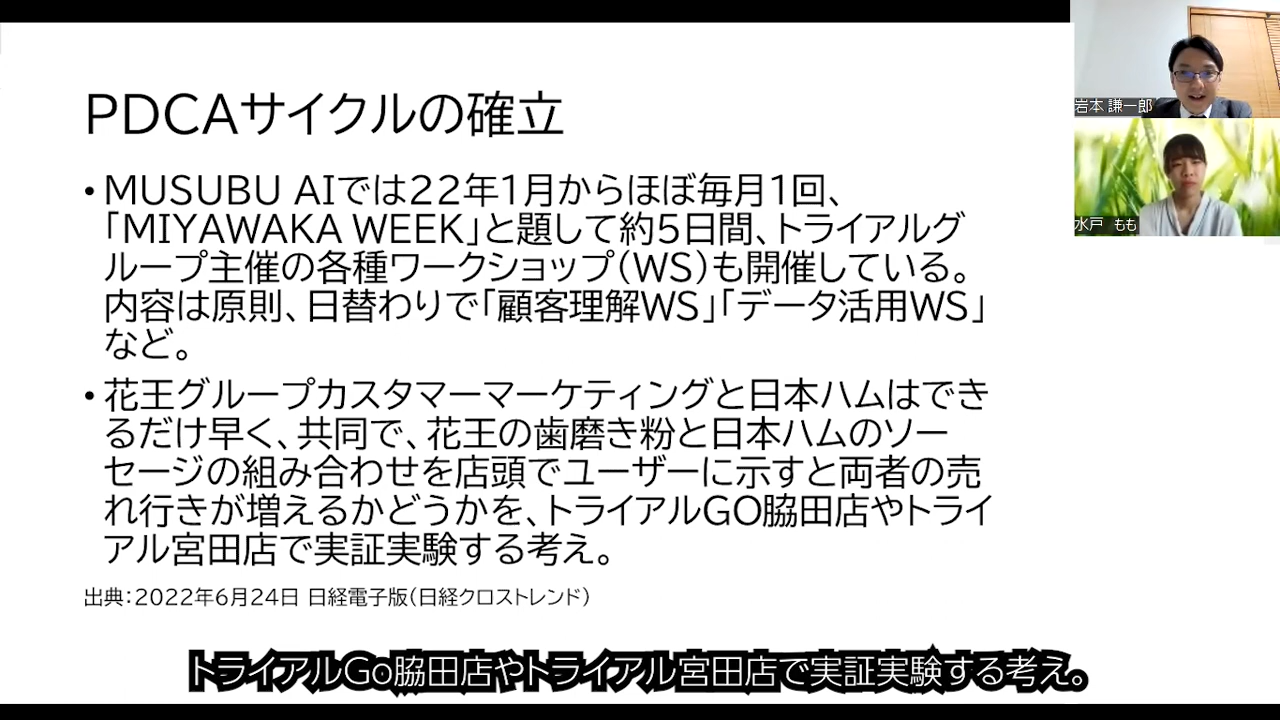 PDCAサイクルの確立
• MUSUBU AIでは22年1月からほぼ毎月1回、
「MIYAWAKA WEEK」と題して約5日間、トライアルグ
ループ主催の各種ワークショップ（WS）も開催している。
内容は原則、日替わりで「顧客理解WS」「データ活用WS」
など。
• 花王グループカスタマーマーケティングと日本ハムはでき
るだけ早く、共同で、花王の歯磨き粉と日本ハムのソー
セージの組み合わせを店頭でユーザーに示すと両者の売
れ行きが増えるかどうかを、トライアルGO脇田店やトライ
アル宮田店で実証実験する考え。
出典：2022年6月24日 日経電子版（日経クロストレンド）
岩本 謙一郎
水戸 もも
トライアルGo脇田店やトライアル宮田店で実証実験する考え。